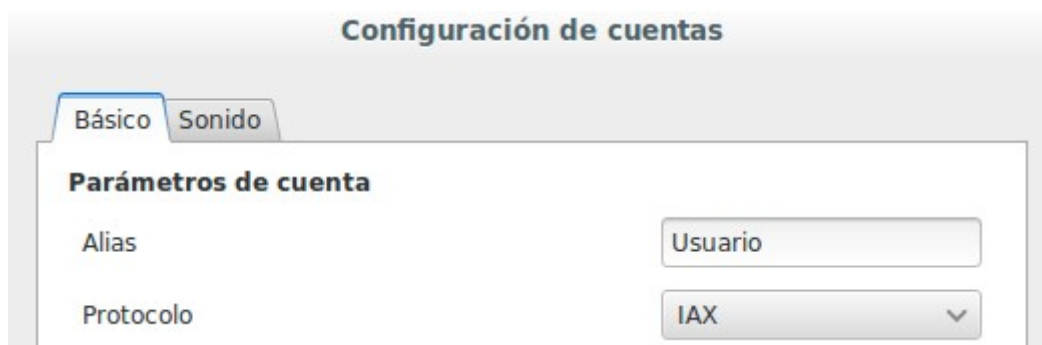 Configuración de cuentas
Básico Sonido
Parámetros de cuenta
Alias Usuario
Protocolo IAX